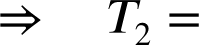 ⇒ T₂ =